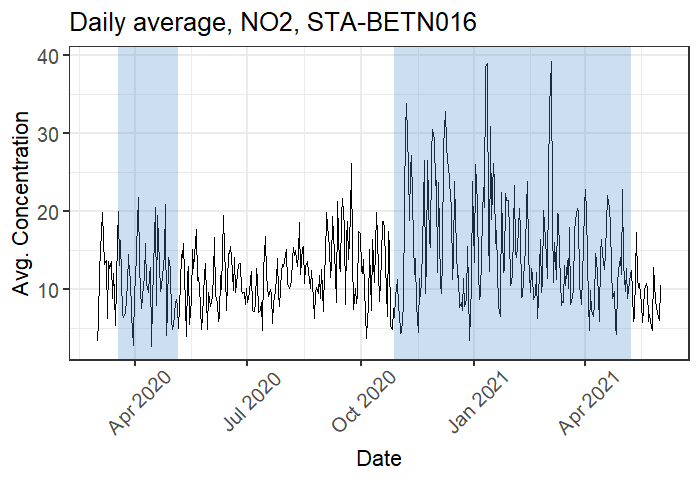 Daily average, NO2, STA-BETN016
Avg. Concentration
40
30
20
10
Apr 2020
Jul 2020
Oct 2020
Jan 2021
Apr 2021
Date